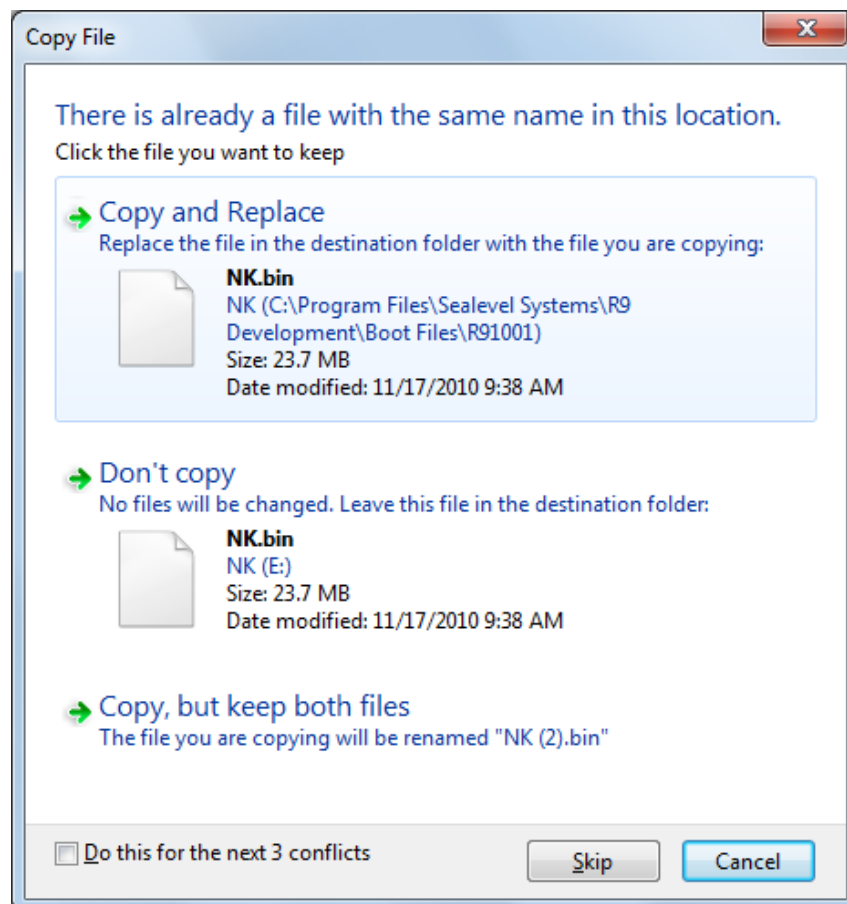 Copy File
There is already a file with the same name in this location.
Click the file you want to keep
Copy and Replace
Replace the file in the destination folder with the file you are copying:
NK.bin
NK (C:\Program Files\Sealevel Systems\R9
Development\Boot Files\R91001)
Size: 23.7 MB
Date modified: 11/17/2010 9:38 AM
Don't copy
No files will be changed. Leave this file in the destination folder:
NK.bin
NK (E:)
Size: 23.7 MB
Date modified: 11/17/2010 9:38 AM
Copy, but keep both files
The file you are copying will be renamed "NK (2).bin"
Do this for the next 3 conflicts
Skip
Cancel